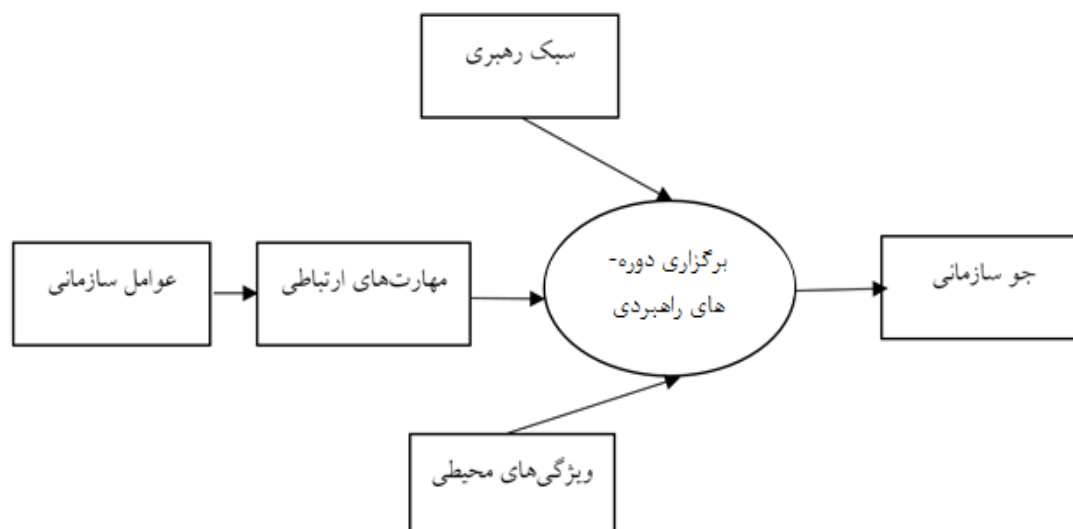 سبک رهبری
عوامل سازمانی
مهارت‌های ارتباطی
برگزاری دوره-
های راهبردی
جو سازمانی
ویژگی‌های محیطی